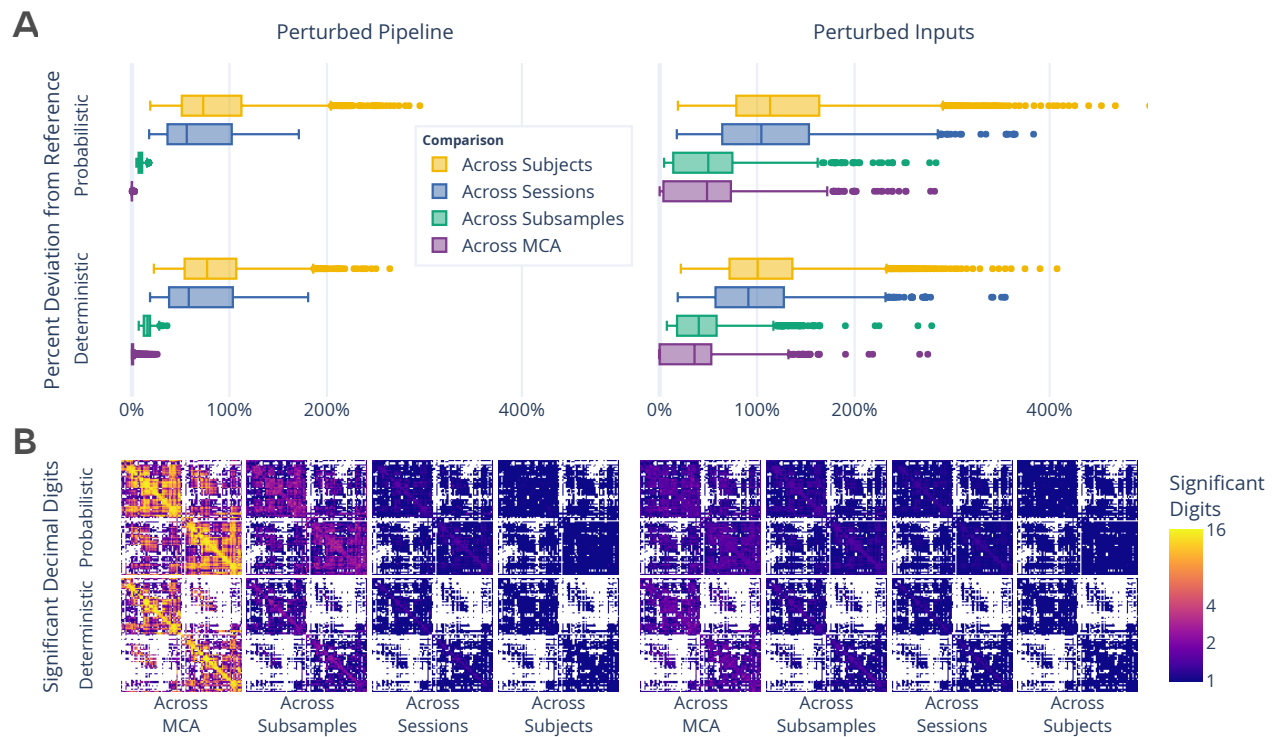 A
Perturbed Pipeline
Perturbed Inputs
Percent Deviation from Reference
Probabilistic
Deterministic
Comparison
Across Subjects
Across Sessions
Across Subsamples
Across MCA
0%
100%
200%
400%
0%
100%
200%
400%
B
Significant Decimal Digits
Probabilistic
Deterministic
Significant
Digits
16
4
2
1
Across
MCA
Across
Subsamples
Across
Sessions
Across
Subjects
Across
MCA
Across
Subsamples
Across
Sessions
Across
Subjects